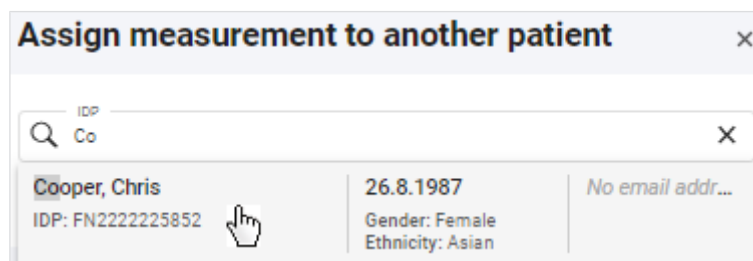 Assign measurement to another patient
IDP
Co
Cooper, Chris
IDP: FN2222225852
26.8.1987
Gender: Female
Ethnicity: Asian
No email addr...